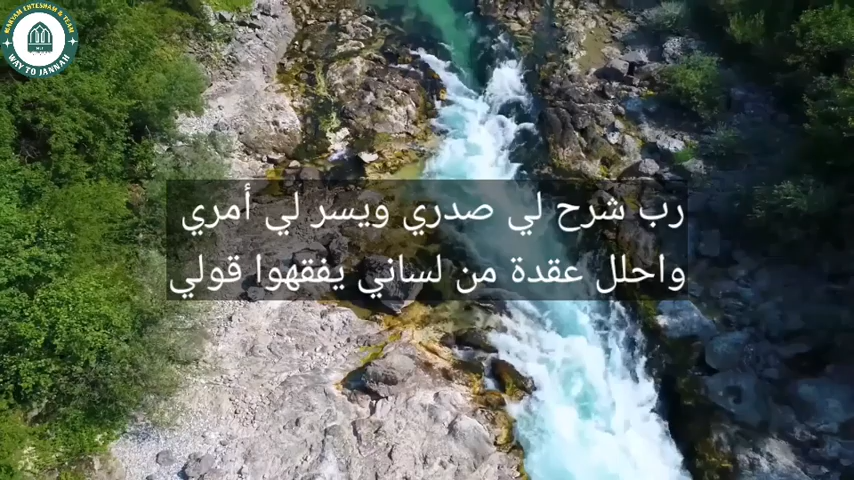 MARYAM EHTESHAM & TEAM
WAY TO JANNAH
رب شرح لي صدري ويسر لي أمري
واحلل عقدة من لساني يفقهوا قولي